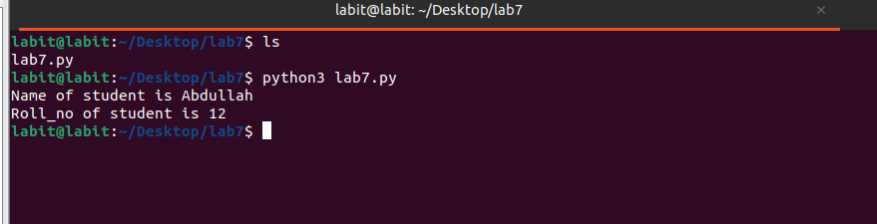 labit@labit: ~/Desktop/lab7
labit@labit:~/Desktop/lab7$ ls
lab7.py
labit@labit:~/Desktop/lab7$ python3 lab7.py
Name of student is Abdullah
Roll_no of student is 12
labit@labit:~/Desktop/lab7$